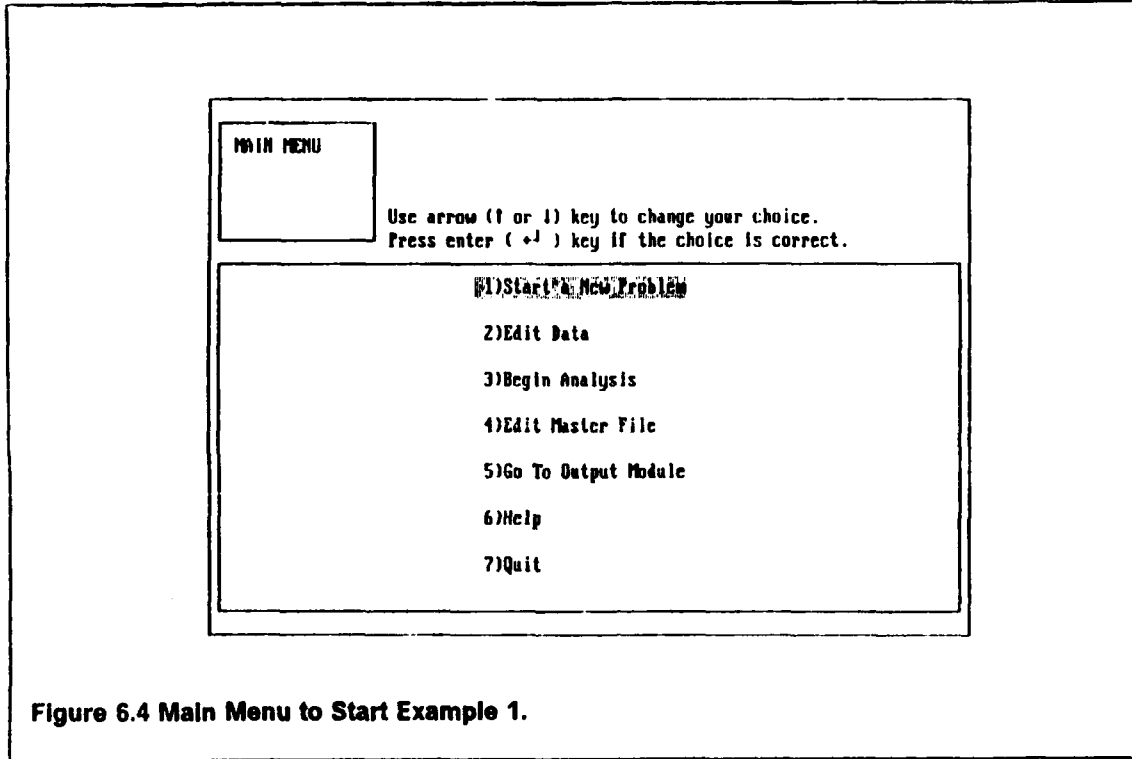 MAIN MENU
Use arrow (↑ or ↓) key to change your choice.
Press enter ( ↵ ) key if the choice is correct.
1)Start a New Problem
2)Edit Data
3)Begin Analysis
4)Edit Master File
5)Go To Output Module
6)Help
7)Quit
Figure 6.4 Main Menu to Start Example 1.